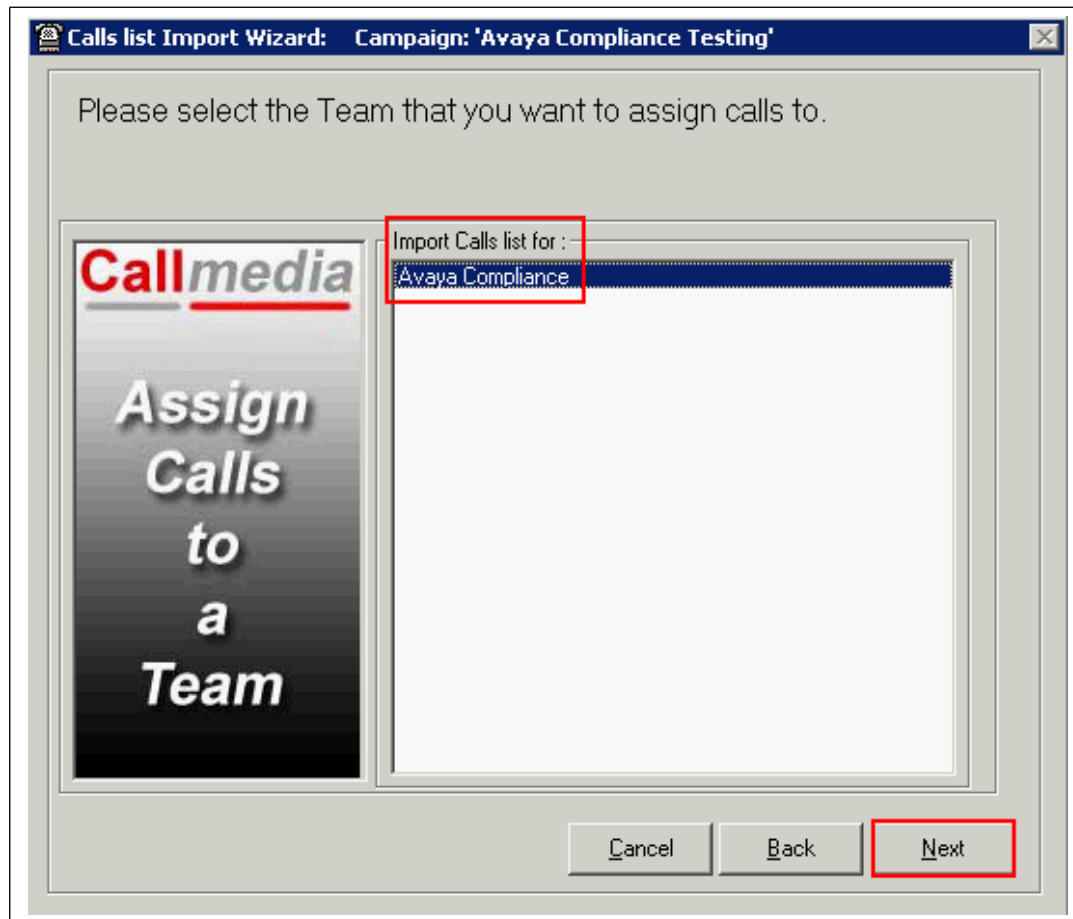 Calls list Import Wizard: Campaign: 'Avaya Compliance Testing'
Please select the Team that you want to assign calls to.
Import Calls list for :
Avaya Compliance
Callmedia
Assign
Calls
to
a
Team
Cancel Back Next